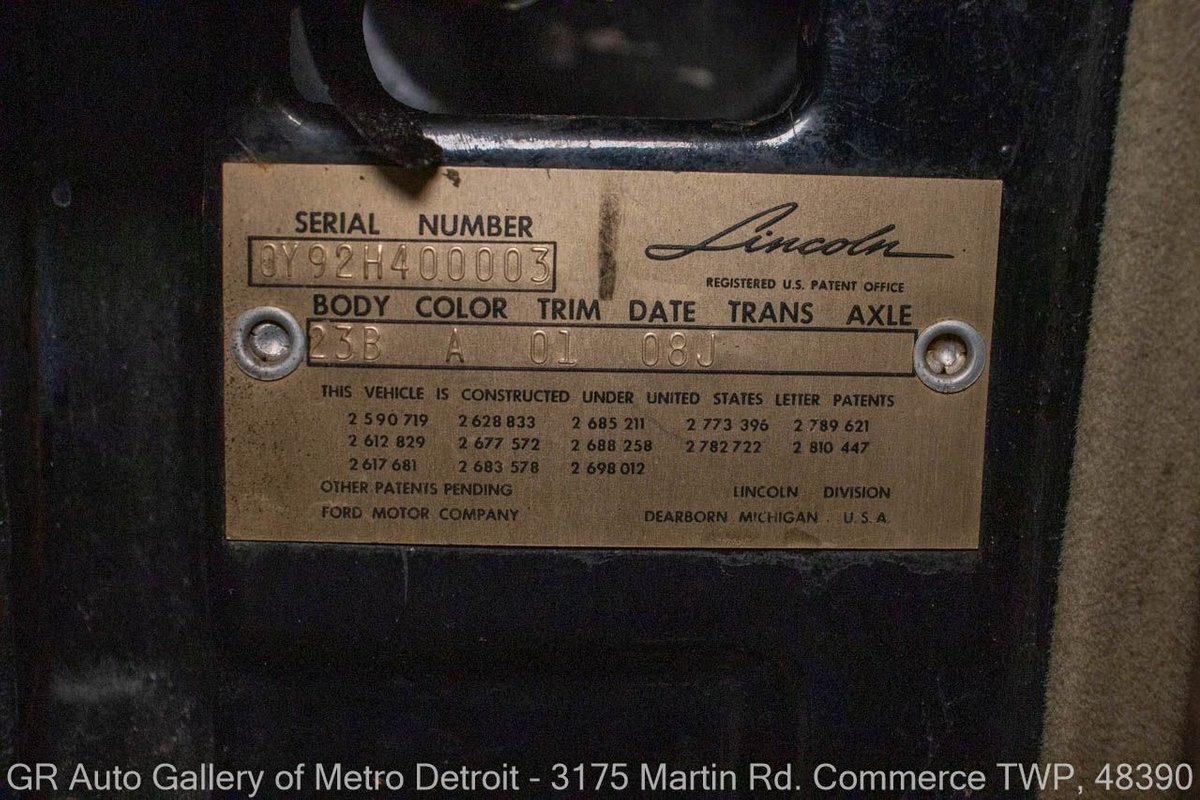 SERIAL NUMBER
0Y92H400003
Lincoln
REGISTERED U.S. PATENT OFFICE
BODY COLOR TRIM DATE TRANS AXLE
23B A 01 08J
THIS VEHICLE IS CONSTRUCTED UNDER UNITED STATES LETTER PATENTS
2 590 719 2 628 833 2 685 211 2 773 396 2 789 621
2 612 829 2 677 572 2 688 258 2 782 722 2 810 447
2 617 681 2 683 578 2 698 012
OTHER PATENTS PENDING LINCOLN DIVISION
FORD MOTOR COMPANY DEARBORN MICHIGAN U.S.A.
GR Auto Gallery of Metro Detroit - 3175 Martin Rd. Commerce TWP, 48390